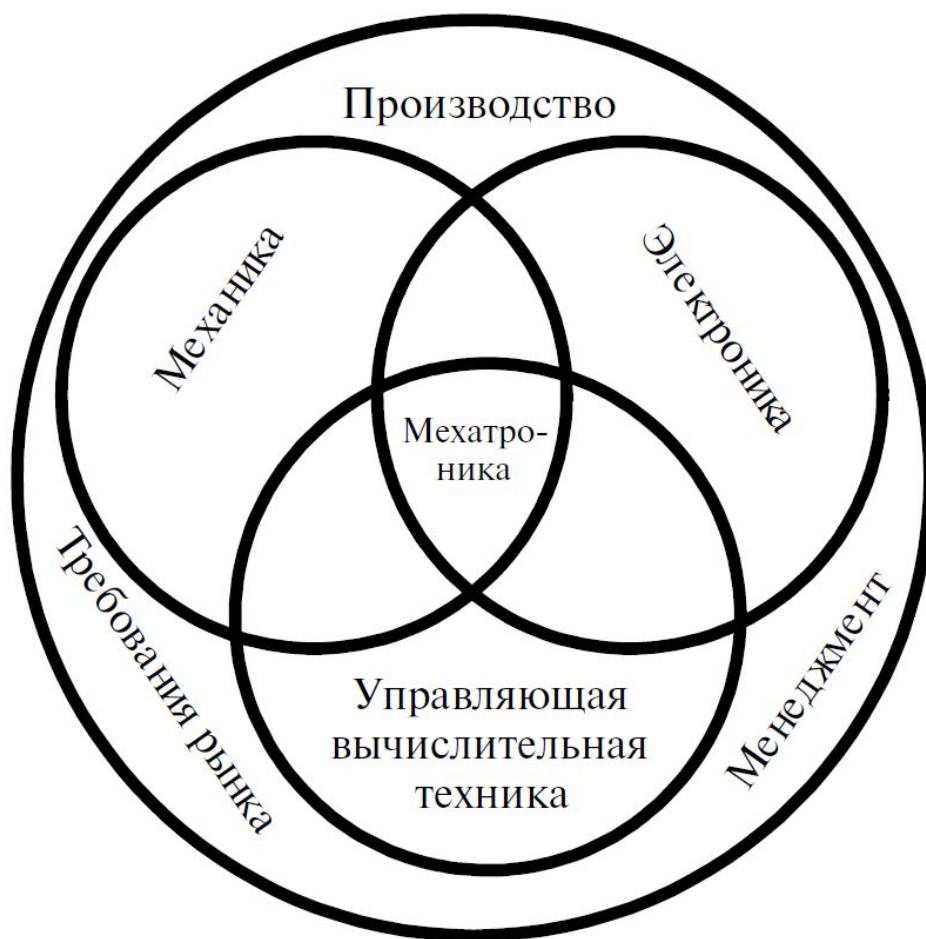 Производство
Механика
Электроника
Мехатро-
ника
Требования рынка
Менеджмент
Управляющая
вычислительная
техника